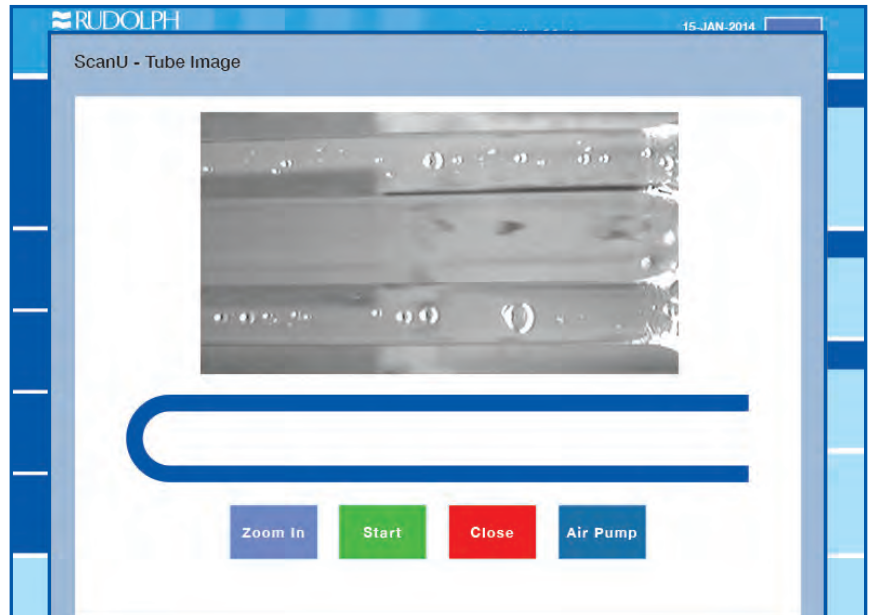 RUDOLPH
15-JAN-2014
ScanU - Tube Image
Zoom In
Start
Close
Air Pump